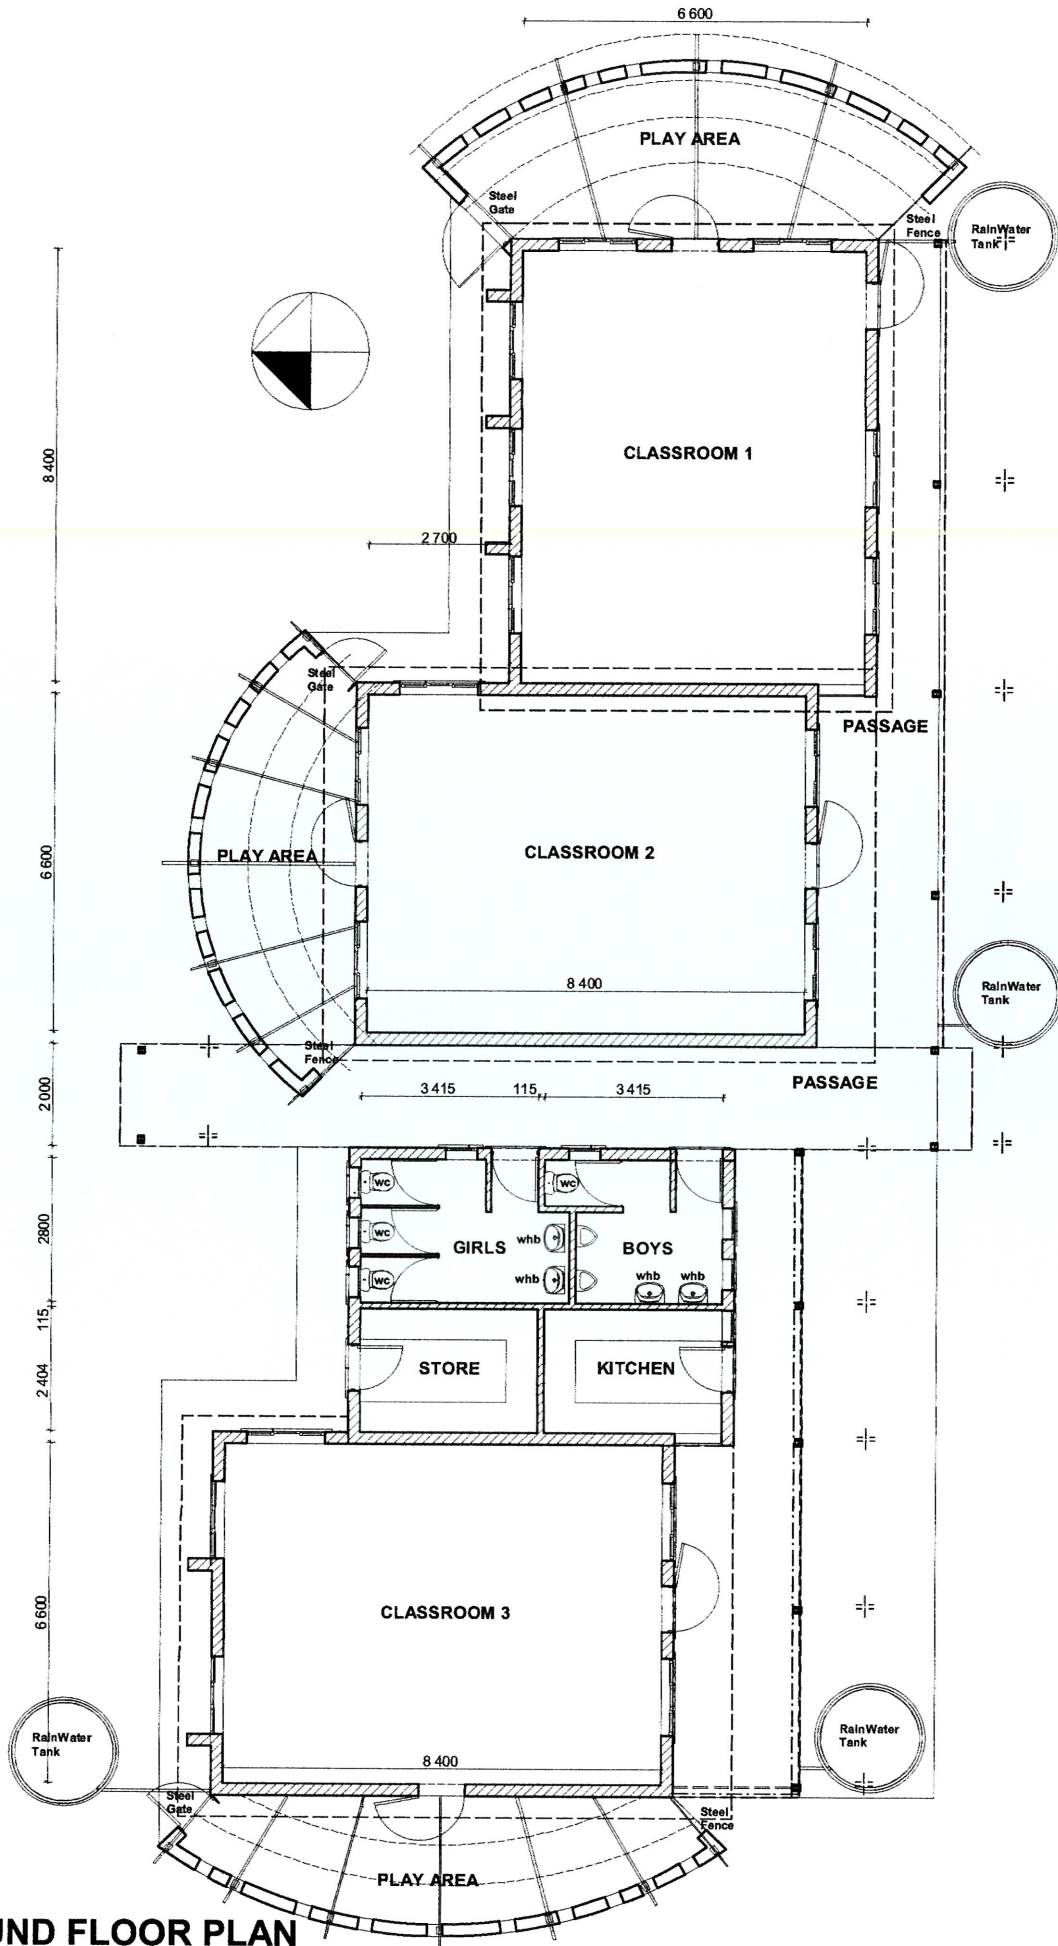 6 600
PLAY AREA
Steel
Gate
Steel
Fence
RainWater
Tank
CLASSROOM 1
8 400
2 700
Steel
Gate
PASSAGE
PLAY AREA
CLASSROOM 2
6 600
8 400
RainWater
Tank
Steel
Fence
PASSAGE
2 000
3 415
115
3 415
wc
wc
wc
wc
GIRLS
whb
whb
BOYS
whb
whb
2800
115
2 404
STORE
KITCHEN
CLASSROOM 3
6 600
8 400
RainWater
Tank
RainWater
Tank
Steel
Gate
Steel
Fence
PLAY AREA
UND FLOOR PLAN